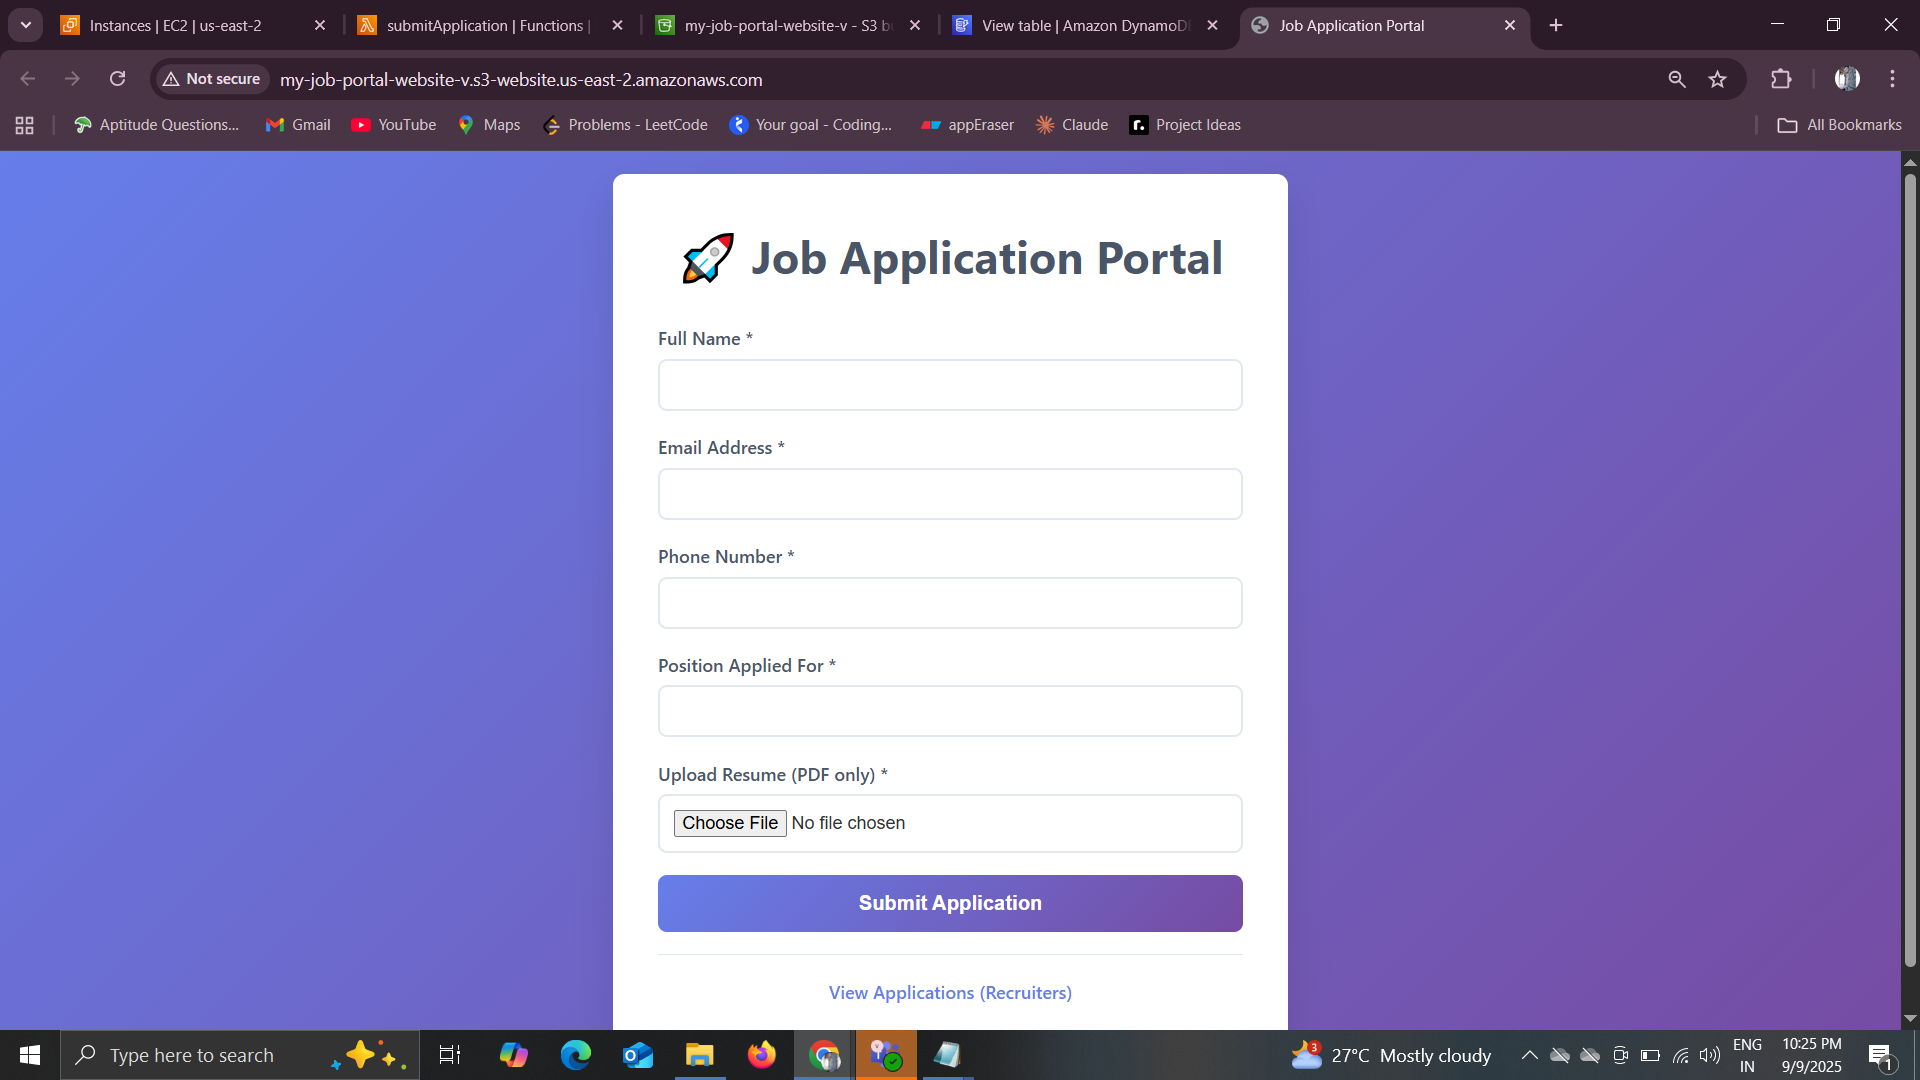 Instances | EC2 | us-east-2
submitApplication | Functions |
my-job-portal-website-v - S3 b
View table | Amazon DynamoD
Job Application Portal
Not secure
my-job-portal-website-v.s3-website.us-east-2.amazonaws.com
Aptitude Questions...
Gmail
YouTube
Maps
Problems - LeetCode
Your goal - Coding...
appEraser
Claude
Project Ideas
All Bookmarks
Job Application Portal
Full Name *
Email Address *
Phone Number *
Position Applied For *
Upload Resume (PDF only) *
Choose File No file chosen
Submit Application
View Applications (Recruiters)
Type here to search
3
27°C Mostly cloudy
ENG
IN
10:25 PM
9/9/2025
1